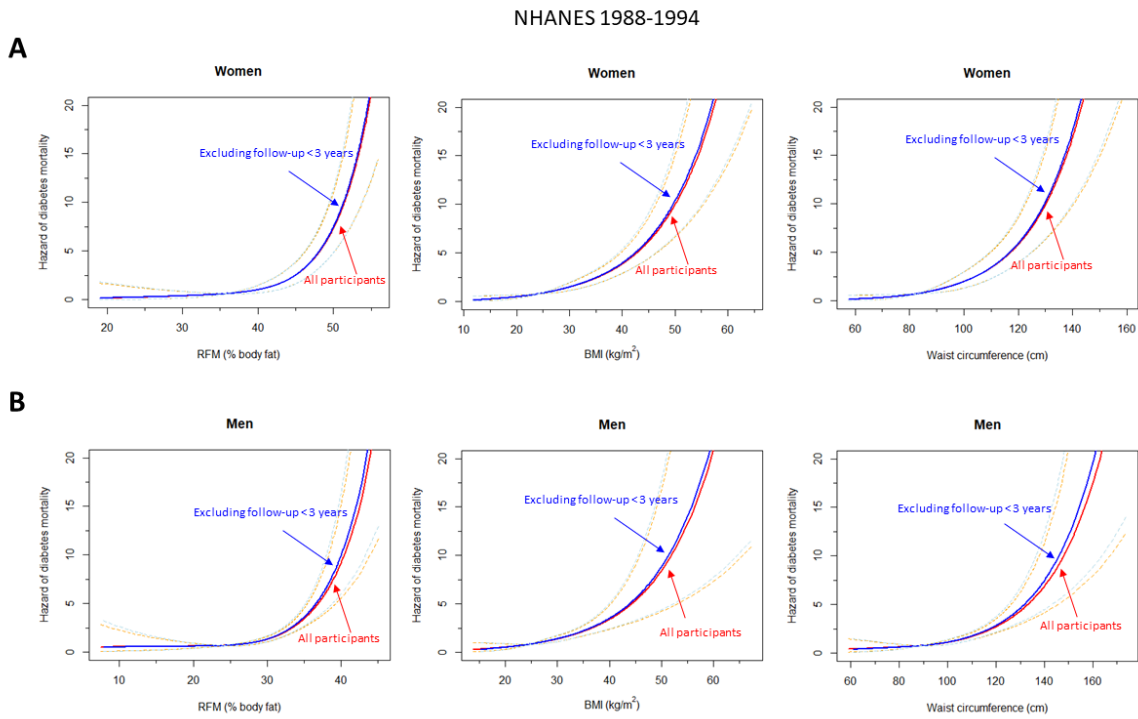 NHANES 1988-1994
A
Women
Hazard of diabetes mortality
20
15
10
5
0
Excluding follow-up < 3 years
All participants
20 30 40 50
RFM (% body fat)
Women
Hazard of diabetes mortality
20
15
10
5
0
Excluding follow-up < 3 years
All participants
10 20 30 40 50 60
BMI (kg/m²)
Women
Hazard of diabetes mortality
20
15
10
5
0
Excluding follow-up < 3 years
All participants
60 80 100 120 140 160
Waist circumference (cm)
B
Men
Hazard of diabetes mortality
20
15
10
5
0
Excluding follow-up < 3 years
All participants
10 20 30 40
RFM (% body fat)
Men
Hazard of diabetes mortality
20
15
10
5
0
Excluding follow-up < 3 years
All participants
20 30 40 50 60
BMI (kg/m²)
Men
Hazard of diabetes mortality
20
15
10
5
0
Excluding follow-up < 3 years
All participants
60 80 100 120 140 160
Waist circumference (cm)